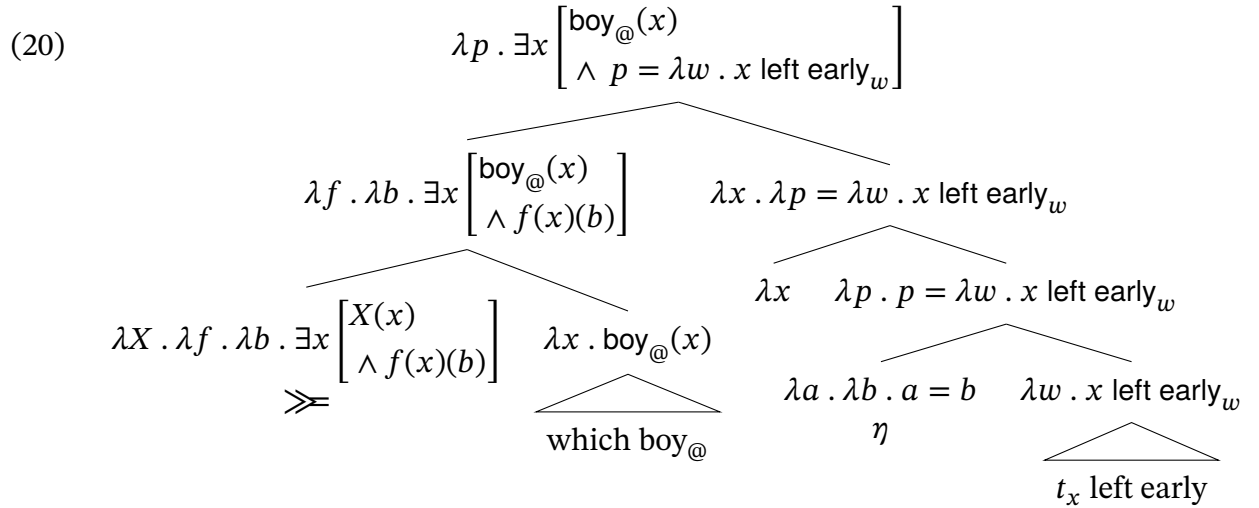 (20)
λp . ∃x [boy@(x) ∧ p = λw . x left early_w]
λf . λb . ∃x [boy@(x) ∧ f(x)(b)]
λx . λp = λw . x left early_w
λX . λf . λb . ∃x [X(x) ∧ f(x)(b)]
≫=
λx . boy@(x)
which boy@
λx
λp . p = λw . x left early_w
λa . λb . a = b
η
λw . x left early_w
t_x left early